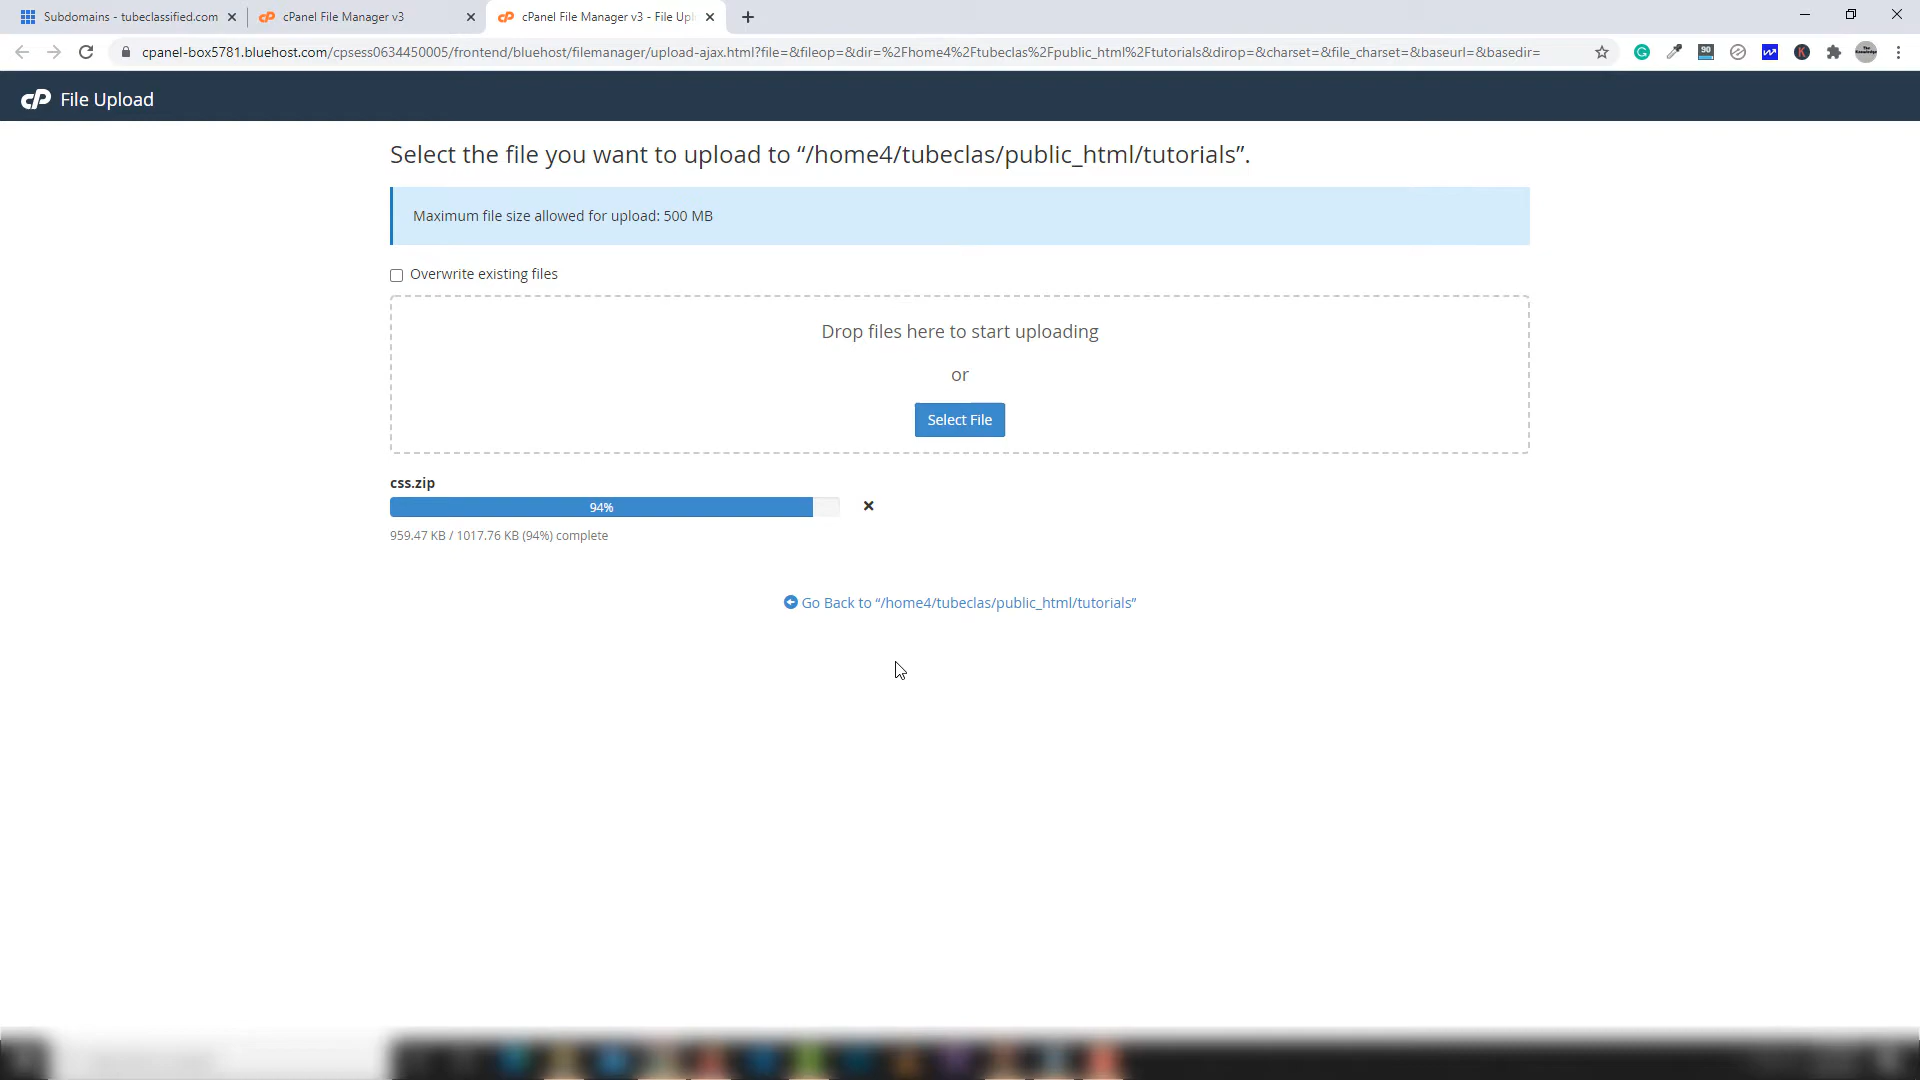 Subdomains - tubeclassified.com
cPanel File Manager v3
cPanel File Manager v3 - File Upl
cpanel-box5781.bluehost.com/cpsess0634450005/frontend/bluehost/filemanager/upload-ajax.html?file=&fileop=&dir=%2Fhome4%2Ftubeclas%2Fpublic_html%2Ftutorials&dirop=&charset=&file_charset=&baseurl=&basedir=
90
cP File Upload
Select the file you want to upload to “/home4/tubeclas/public_html/tutorials”.
Maximum file size allowed for upload: 500 MB
Overwrite existing files
Drop files here to start uploading
or
Select File
css.zip
94%
959.47 KB / 1017.76 KB (94%) complete
Go Back to “/home4/tubeclas/public_html/tutorials”